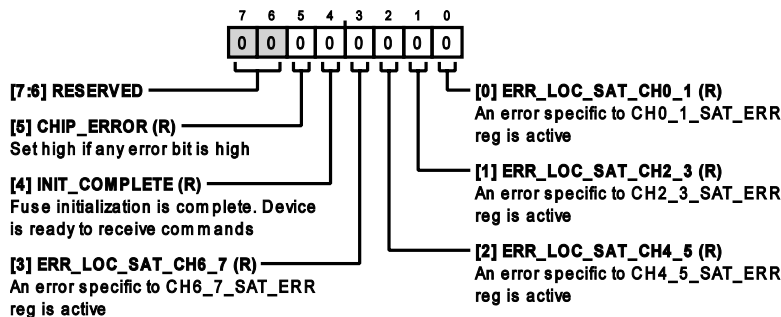 7 6 5 4 3 2 1 0
0 0 0 0 0 0 0 0
[7:6] RESERVED
[5] CHIP_ERROR (R)
Set high if any error bit is high
[4] INIT_COMPLETE (R)
Fuse initialization is complete. Device
is ready to receive commands
[3] ERR_LOC_SAT_CH6_7 (R)
An error specific to CH6_7_SAT_ERR
reg is active
[0] ERR_LOC_SAT_CH0_1 (R)
An error specific to CH0_1_SAT_ERR
reg is active
[1] ERR_LOC_SAT_CH2_3 (R)
An error specific to CH2_3_SAT_ERR
reg is active
[2] ERR_LOC_SAT_CH4_5 (R)
An error specific to CH4_5_SAT_ERR
reg is active